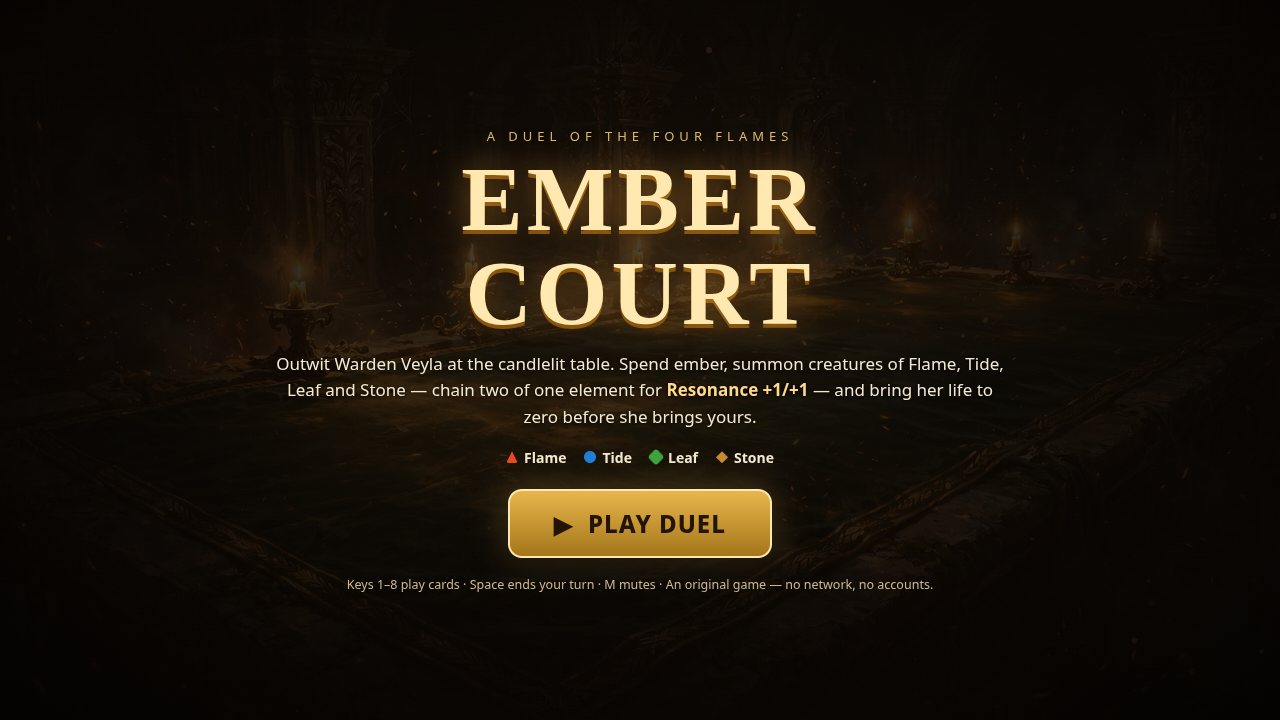 A DUEL OF THE FOUR FLAMES
EMBER
COURT
Outwit Warden Veyla at the candlelit table. Spend ember, summon creatures of Flame, Tide,
Leaf and Stone — chain two of one element for Resonance +1/+1 — and bring her life to
zero before she brings yours.
Flame Tide Leaf Stone
▶ PLAY DUEL
Keys 1–8 play cards · Space ends your turn · M mutes · An original game — no network, no accounts.